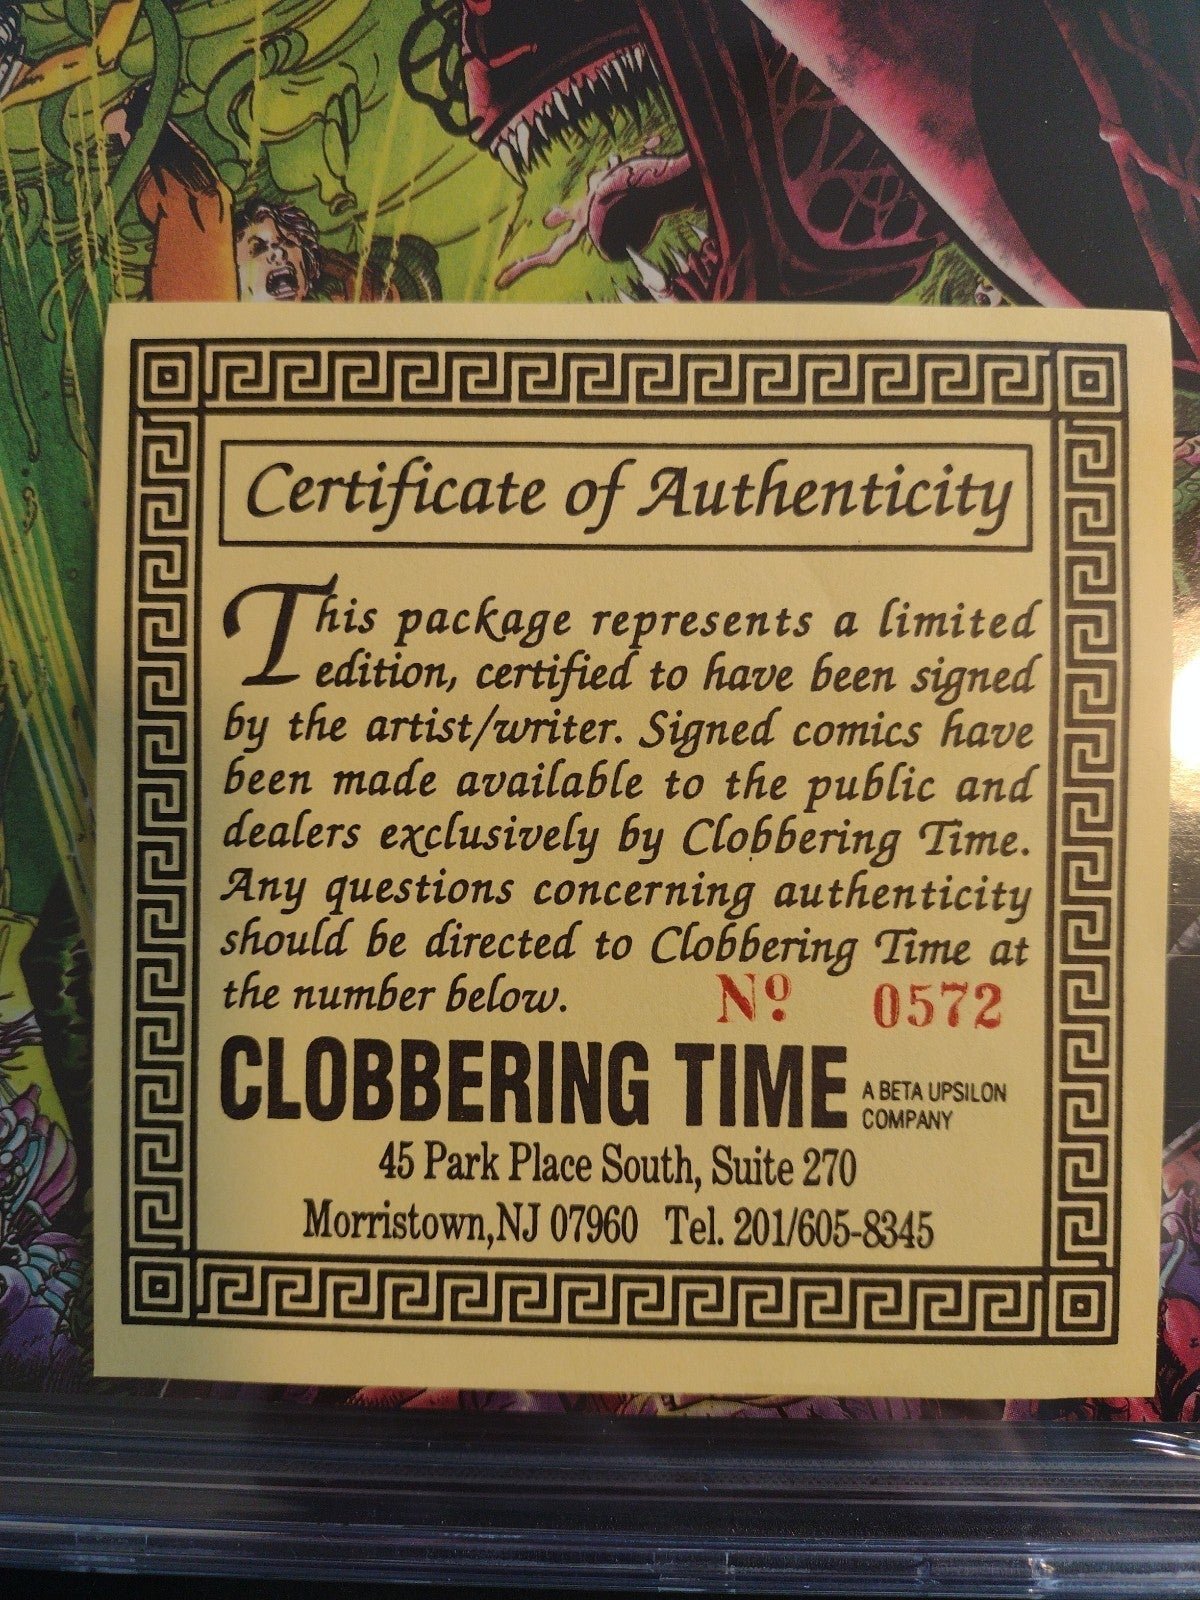 Certificate of Authenticity
This package represents a limited
edition, certified to have been signed
by the artist/writer. Signed comics have
been made available to the public and
dealers exclusively by Clobbering Time.
Any questions concerning authenticity
should be directed to Clobbering Time at
the number below. Nº 0572
CLOBBERING TIME A BETA UPSILON
COMPANY
45 Park Place South, Suite 270
Morristown,NJ 07960 Tel. 201/605-8345